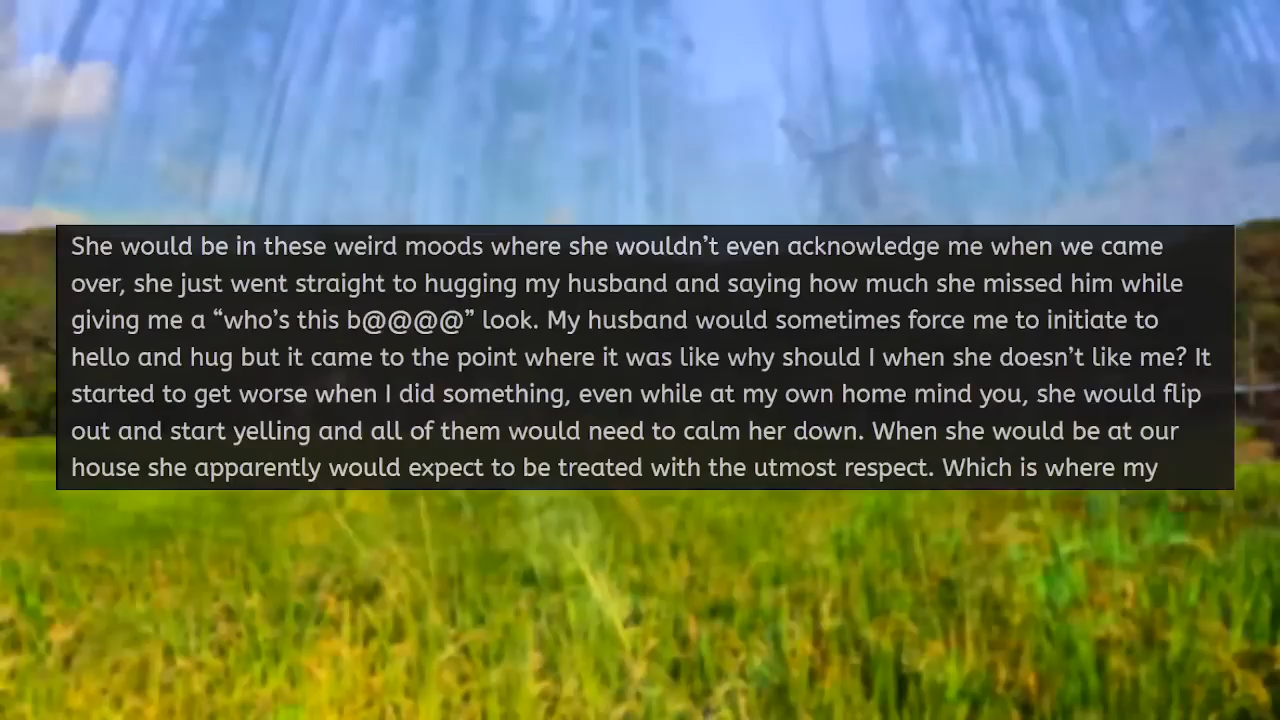 She would be in these weird moods where she wouldn’t even acknowledge me when we came
over, she just went straight to hugging my husband and saying how much she missed him while
giving me a “who’s this b@@@@” look. My husband would sometimes force me to initiate to
hello and hug but it came to the point where it was like why should I when she doesn’t like me? It
started to get worse when I did something, even while at my own home mind you, she would flip
out and start yelling and all of them would need to calm her down. When she would be at our
house she apparently would expect to be treated with the utmost respect. Which is where my